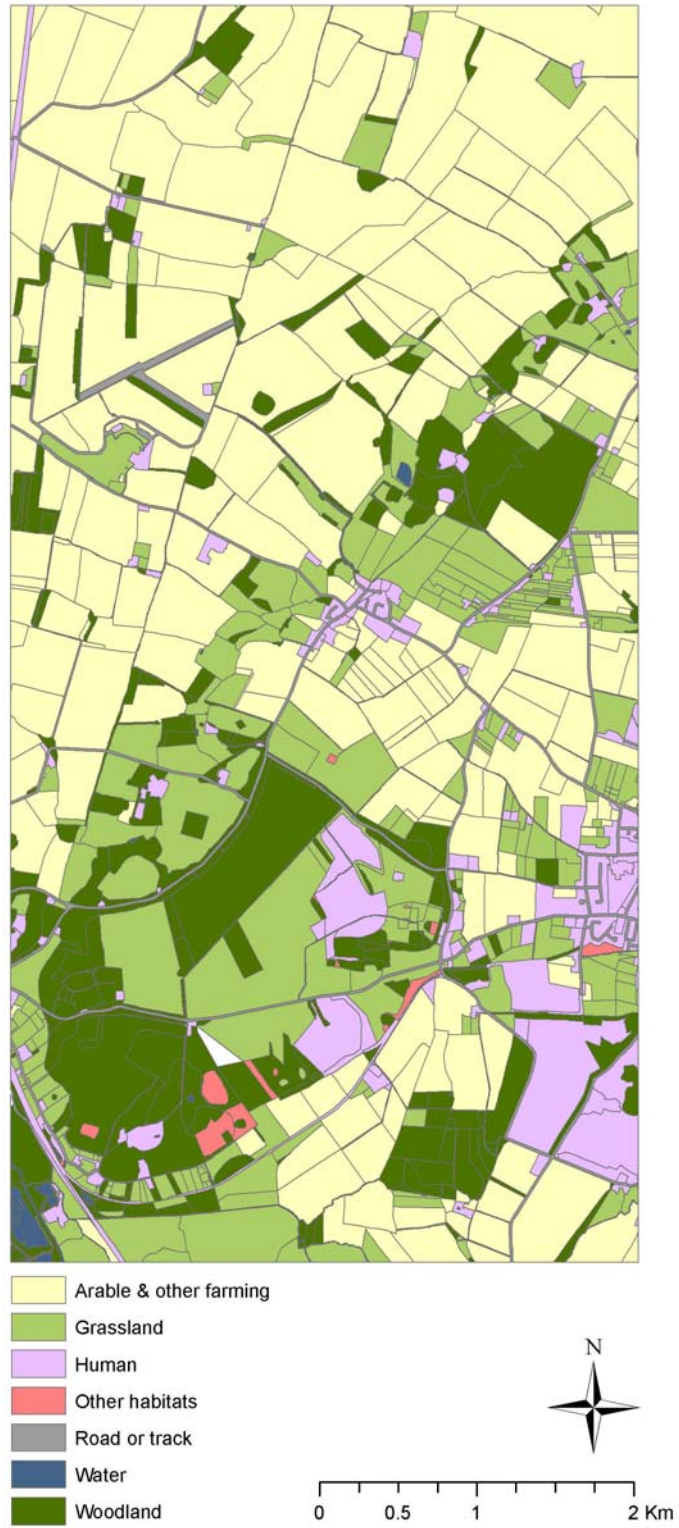 Arable & other farming
Grassland
Human
Other habitats
Road or track
Water
Woodland
N
0 0.5 1 2 Km